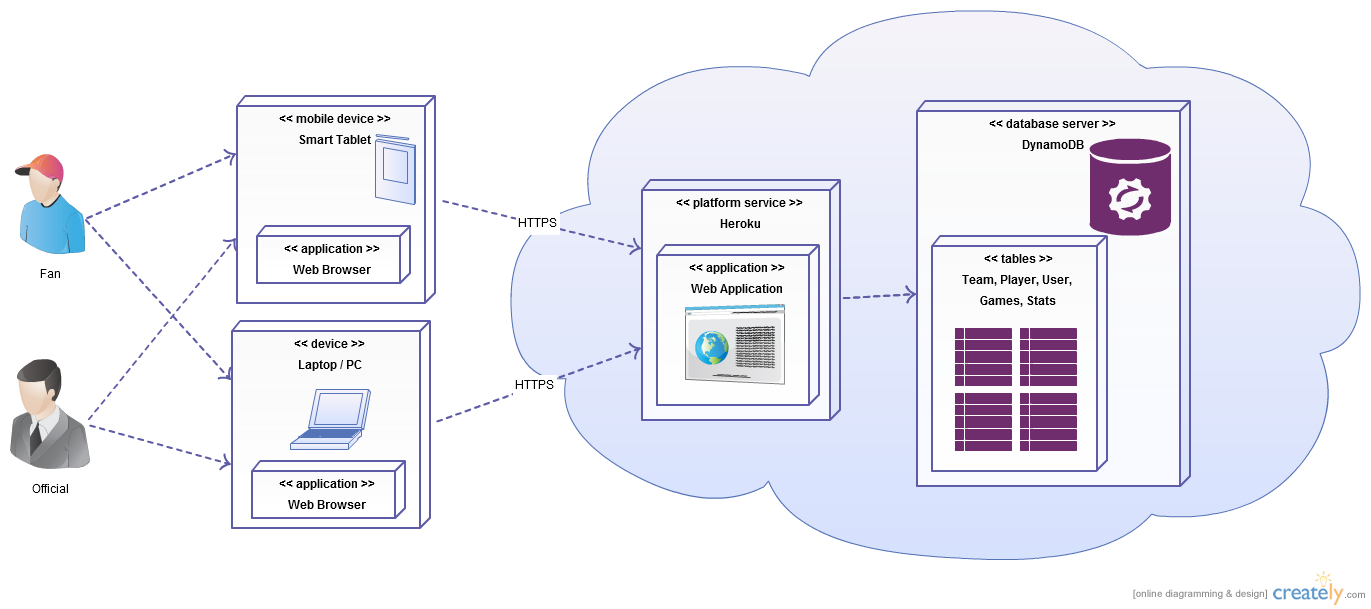 << mobile device >>
Smart Tablet
<< application >>
Web Browser
Fan
<< device >>
Laptop / PC
<< application >>
Web Browser
Official
HTTPS
HTTPS
<< platform service >>
Heroku
<< application >>
Web Application
<< database server >>
DynamoDB
<< tables >>
Team, Player, User,
Games, Stats
[online diagramming & design] creately.com